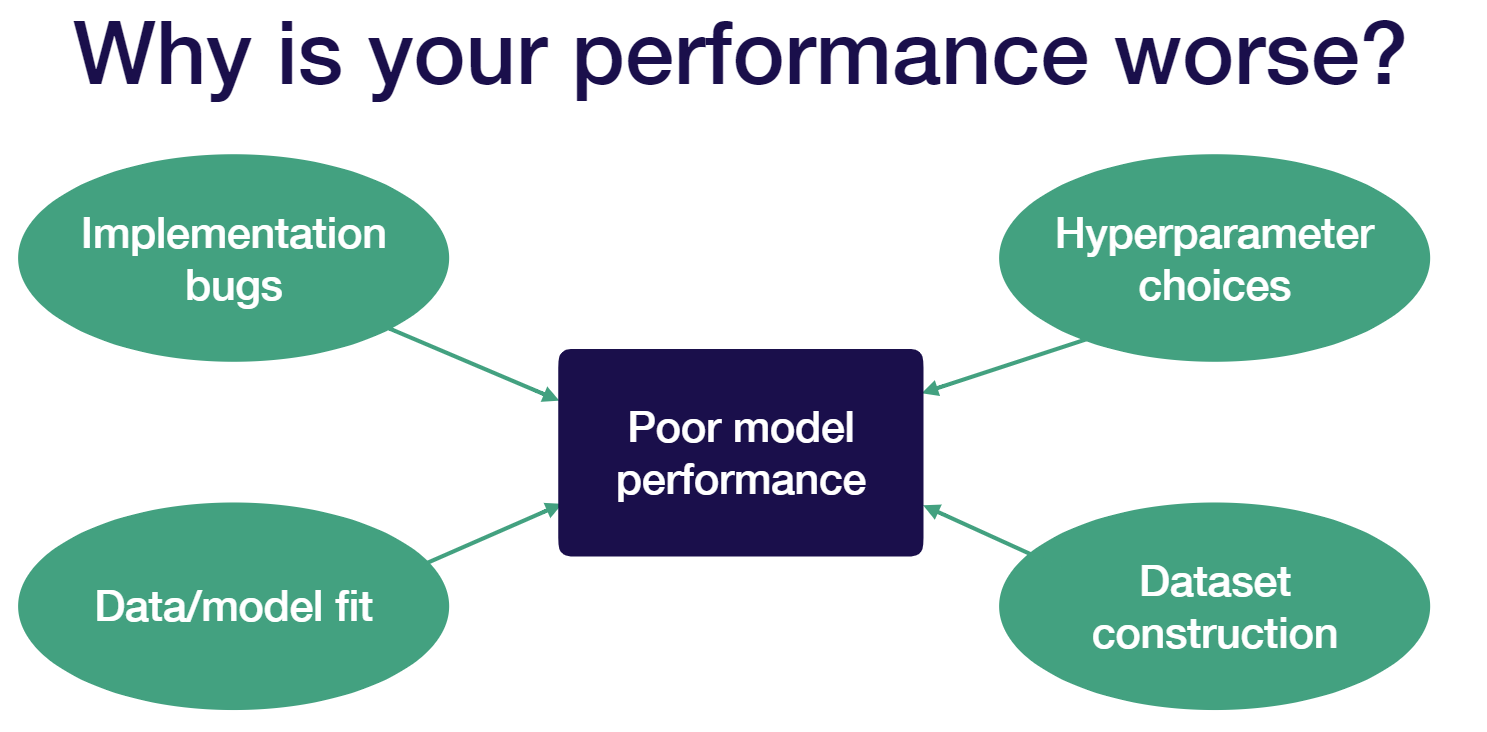 Why is your performance worse?
Implementation
bugs
Hyperparameter
choices
Poor model
performance
Data/model fit
Dataset
construction